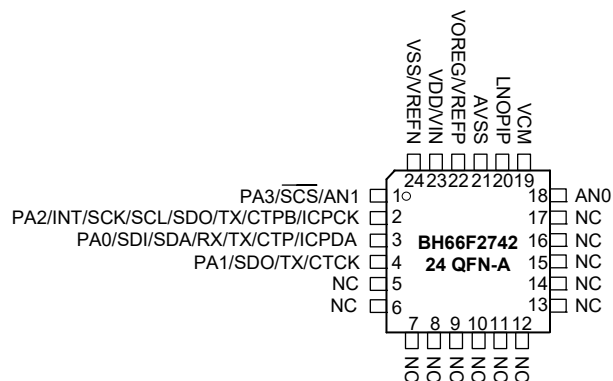 VSS/VREFN
VDD/VIN
VOREG/VREFP
AVSS
LNOPIP
VCM
24 23 22 21 20 19
PA3/SCS/AN1 1 18 AN0
PA2/INT/SCK/SCL/SDO/TX/CTPB/ICPCK 2 17 NC
PA0/SDI/SDA/RX/TX/CTP/ICPDA 3 16 NC
PA1/SDO/TX/CTCK 4 15 NC
NC 5 14 NC
NC 6 13 NC
BH66F2742
24 QFN-A
7 8 9 10 11 12
NC
NC
NC
NC
NC
NC